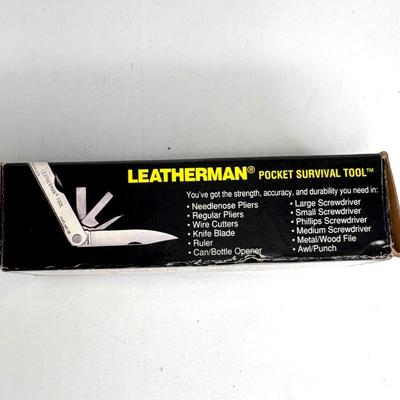 LEATHERMAN® POCKET SURVIVAL TOOL™
You've got the strength, accuracy, and durability you need in:
• Needlenose Pliers
• Regular Pliers
• Wire Cutters
• Knife Blade
• Ruler
• Can/Bottle Opener
• Large Screwdriver
• Small Screwdriver
• Phillips Screwdriver
• Medium Screwdriver
• Metal/Wood File
• Awl/Punch
LEATHERMAN TOOL